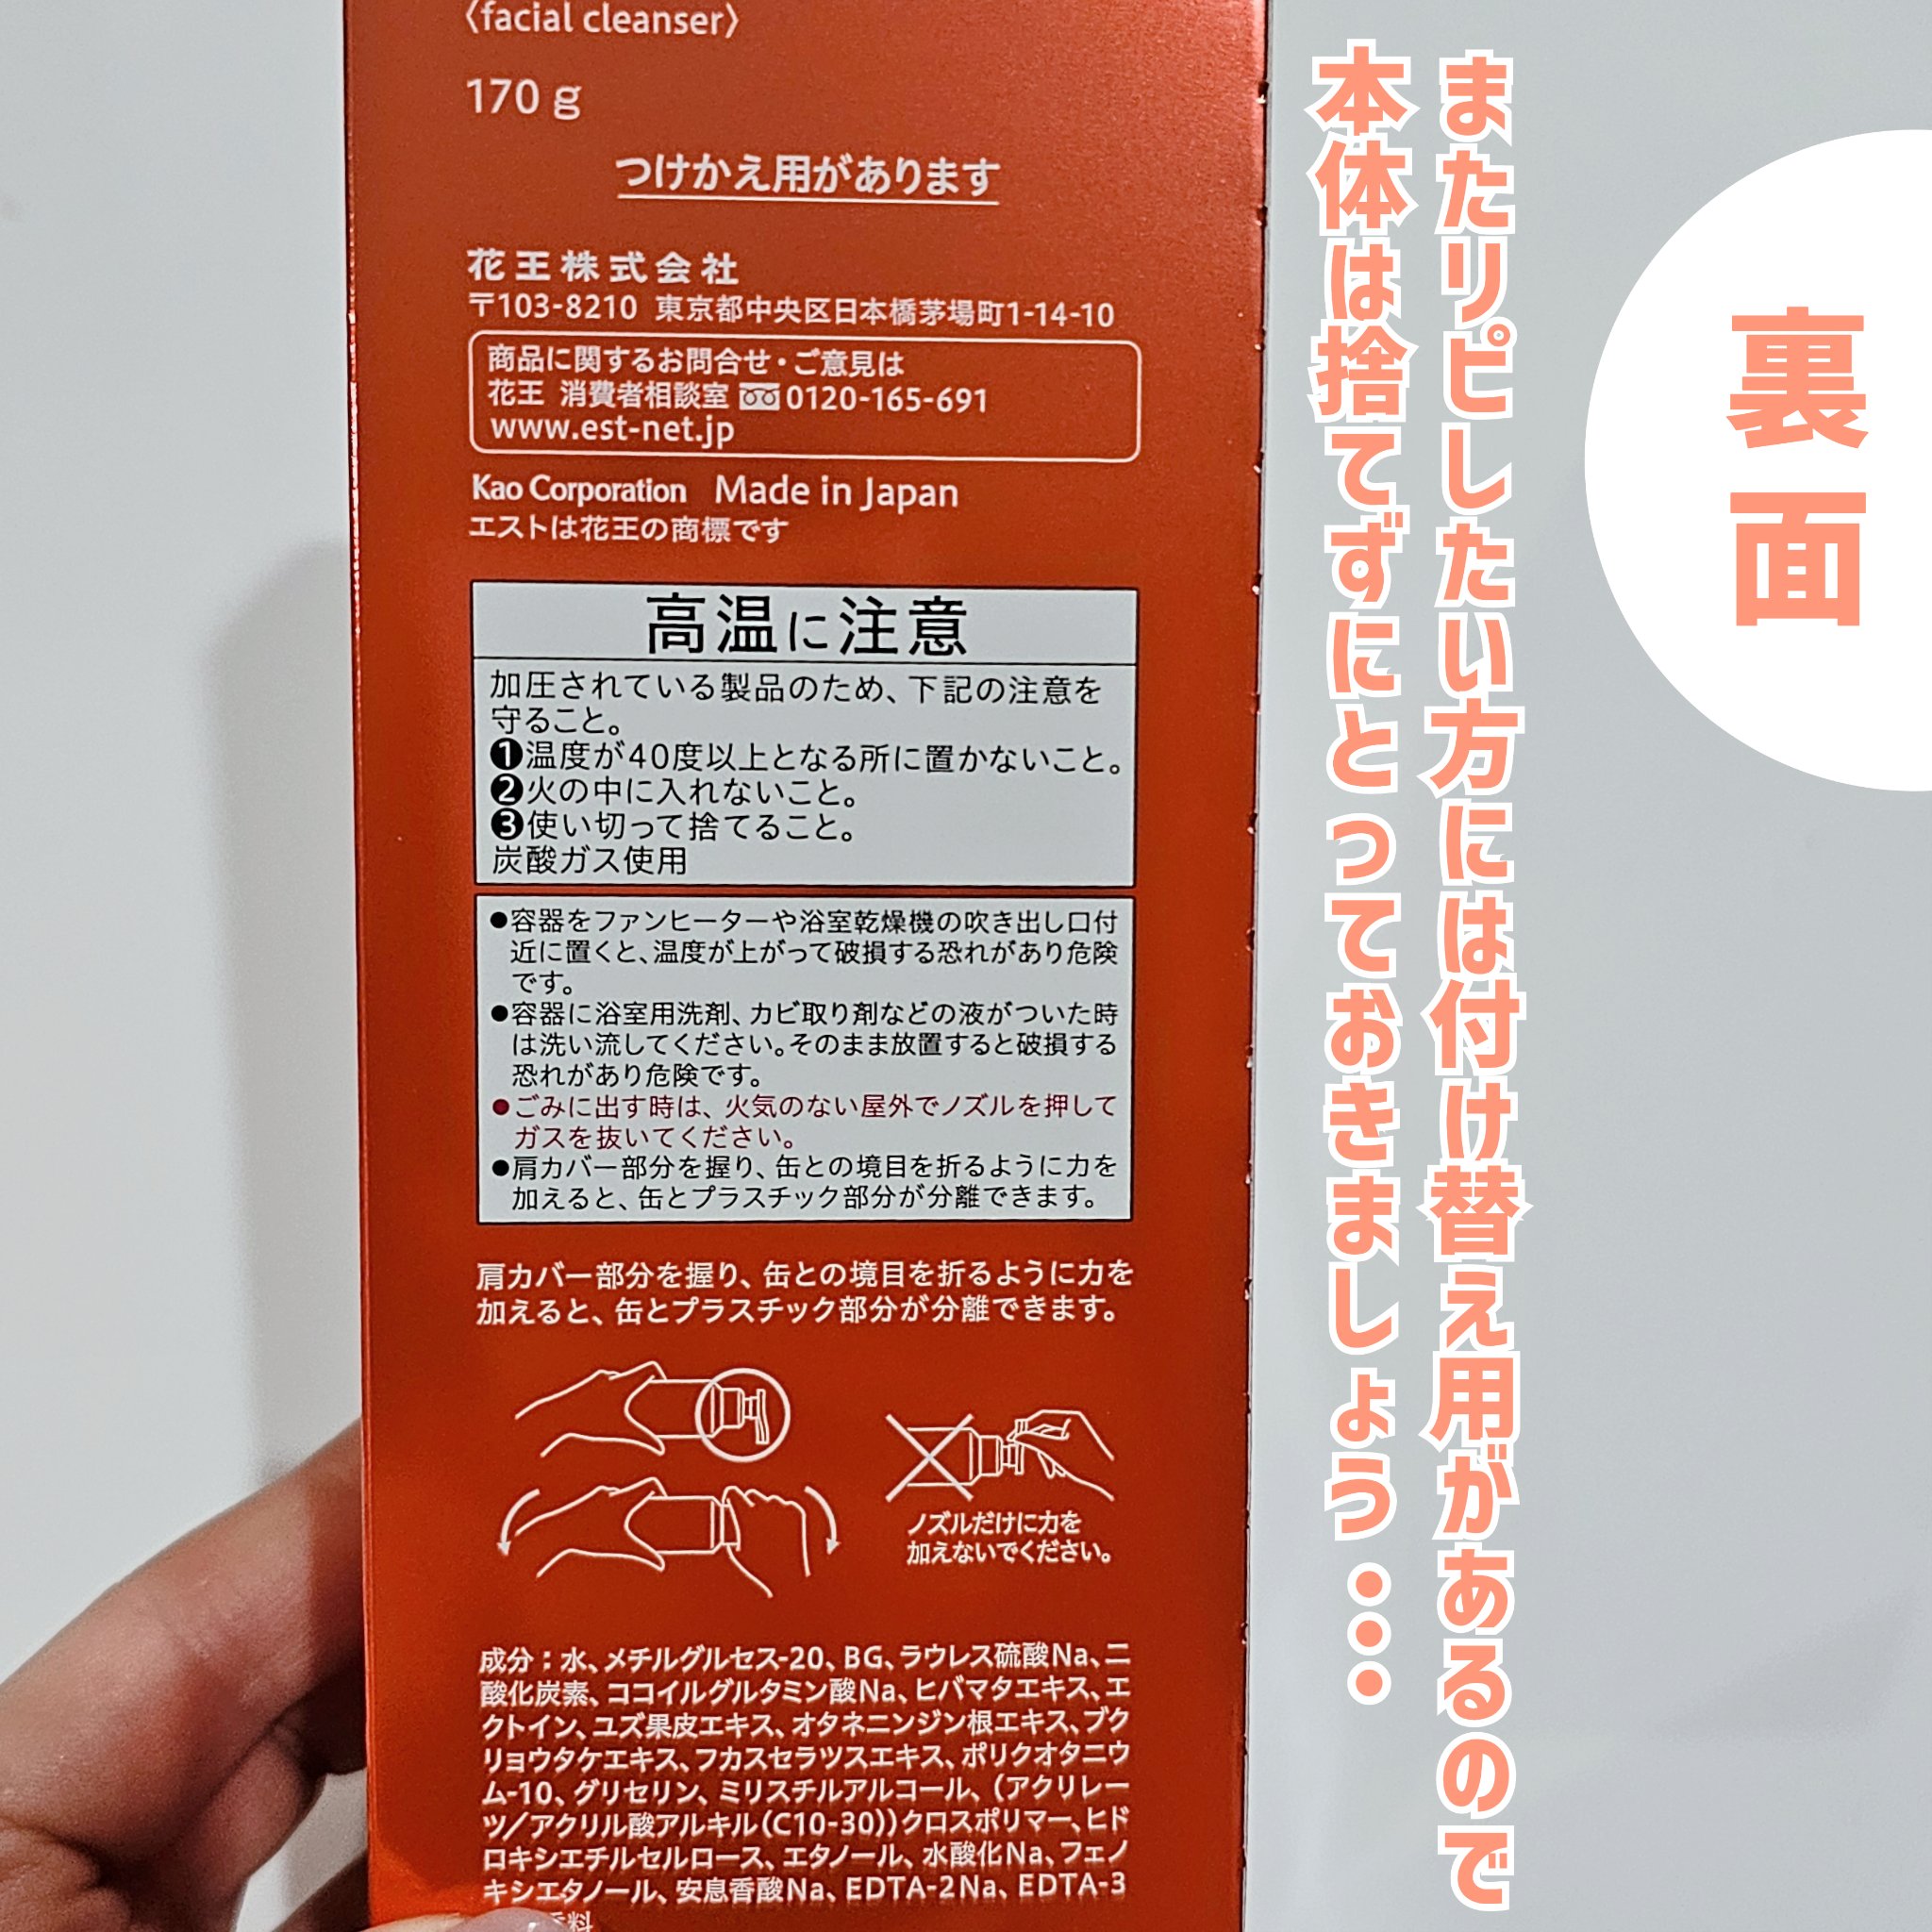 〈facial cleanser〉
170 g
つけかえ用があります
花王株式会社
〒103-8210 東京都中央区日本橋茅場町1-14-10
商品に関するお問合せ・ご意見は
花王 消費者相談室 0120-165-691
www.est-net.jp
Kao Corporation Made in Japan
エストは花王の商標です
高温に注意
加圧されている製品のため、下記の注意を
守ること。
❶温度が40度以上となる所に置かないこと。
❷火の中に入れないこと。
❸使い切って捨てること。
炭酸ガス使用
●容器をファンヒーターや浴室乾燥機の吹き出し口付
近に置くと、温度が上がって破損する恐れがあり危険
です。
●容器に浴室用洗剤、カビ取り剤などの液がついた時
は洗い流してください。そのまま放置すると破損する
恐れがあり危険です。
●ごみに出す時は、火気のない屋外でノズルを押して
ガスを抜いてください。
●肩カバー部分を握り、缶との境目を折るように力を
加えると、缶とプラスチック部分が分離できます。
肩カバー部分を握り、缶との境目を折るように力を
加えると、缶とプラスチック部分が分離できます。
ノズルだけに力を
加えないでください。
成分：水、メチルグルセス-20、BG、ラウレス硫酸Na、二
酸化炭素、ココイルグルタミン酸Na、ヒバマタエキス、エ
クトイン、ユズ果皮エキス、オタネニンジン根エキス、ブク
リョウタケエキス、フカスセラツスエキス、ポリクオタニウ
ム-10、グリセリン、ミリスチルアルコール、（アクリレー
ツ／アクリル酸アルキル（C10-30））クロスポリマー、ヒド
ロキシエチルセルロース、エタノール、水酸化Na、フェノ
キシエタノール、安息香酸Na、EDTA-2Na、EDTA-3
料
裏面
またリピしたい方には付け替え用があるので
本体は捨てずにとっておきましょう…